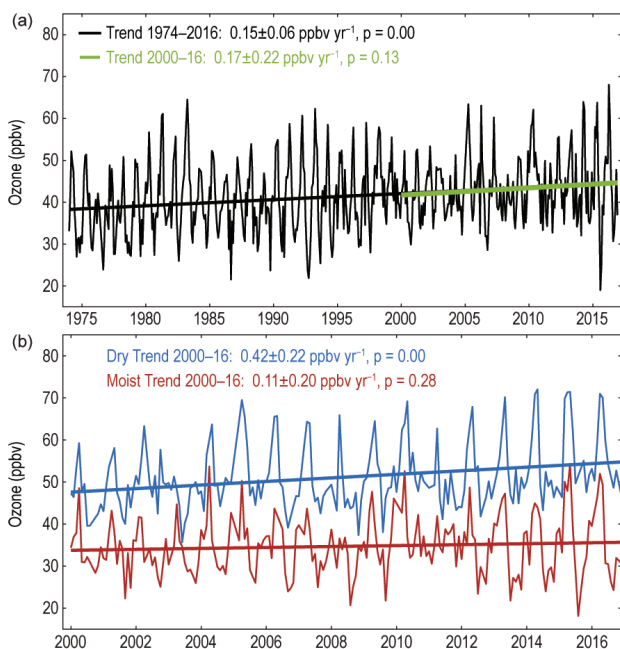 (a)
Trend 1974–2016: 0.15±0.06 ppbv yr⁻¹, p = 0.00
Trend 2000–16: 0.17±0.22 ppbv yr⁻¹, p = 0.13
80
70
60
50
40
30
20
Ozone (ppbv)
1975 1980 1985 1990 1995 2000 2005 2010 2015
(b)
Dry Trend 2000–16: 0.42±0.22 ppbv yr⁻¹, p = 0.00
Moist Trend 2000–16: 0.11±0.20 ppbv yr⁻¹, p = 0.28
80
70
60
50
40
30
20
Ozone (ppbv)
2000 2002 2004 2006 2008 2010 2012 2014 2016